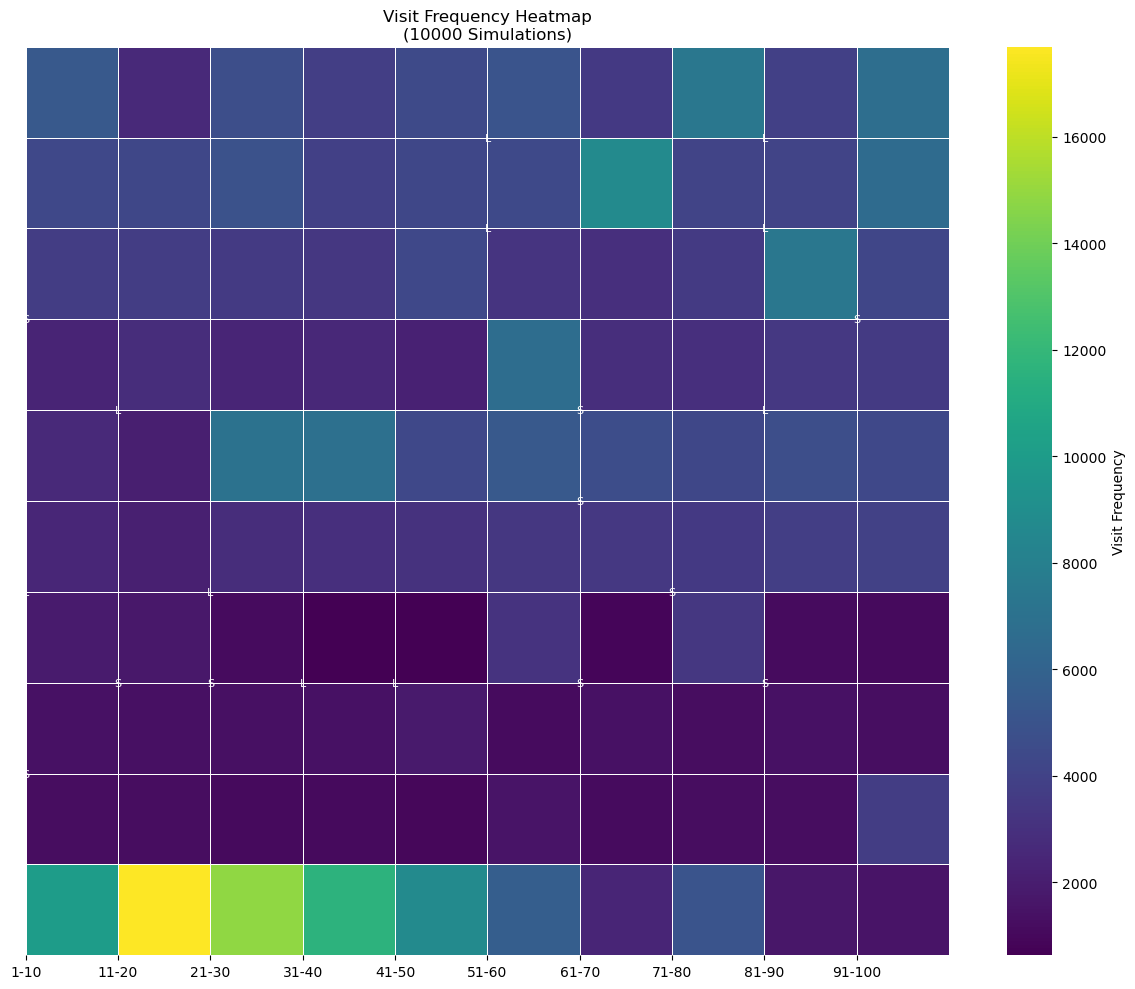 Visit Frequency Heatmap
(10000 Simulations)
L L
L L
S S
L S L
S
L L S
S S L L S S
S
1-10 11-20 21-30 31-40 41-50 51-60 61-70 71-80 81-90 91-100
16000
14000
12000
10000
8000
6000
4000
2000
Visit Frequency